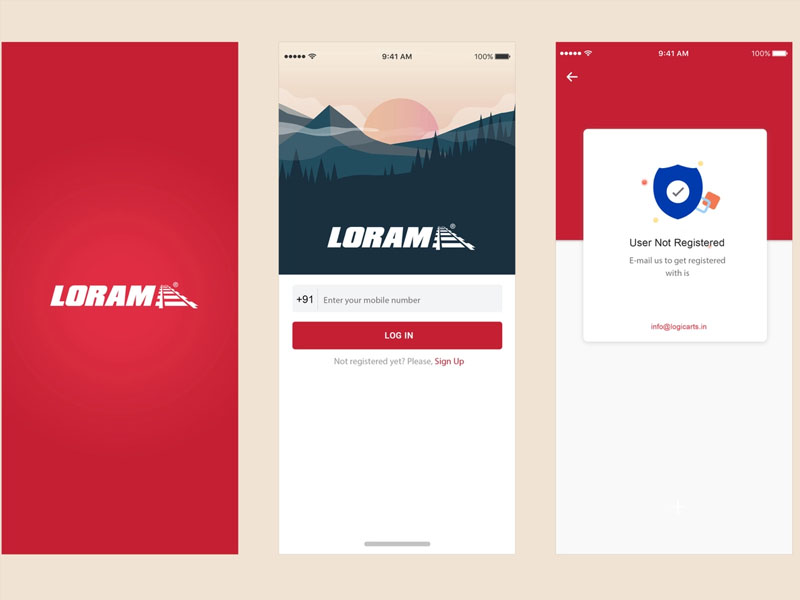 LORAM®
9:41 AM
100%
LORAM®
+91 Enter your mobile number
LOG IN
Not registered yet? Please, Sign Up
9:41 AM
100%
User Not Registered
E-mail us to get registered
with is
info@logicarts.in